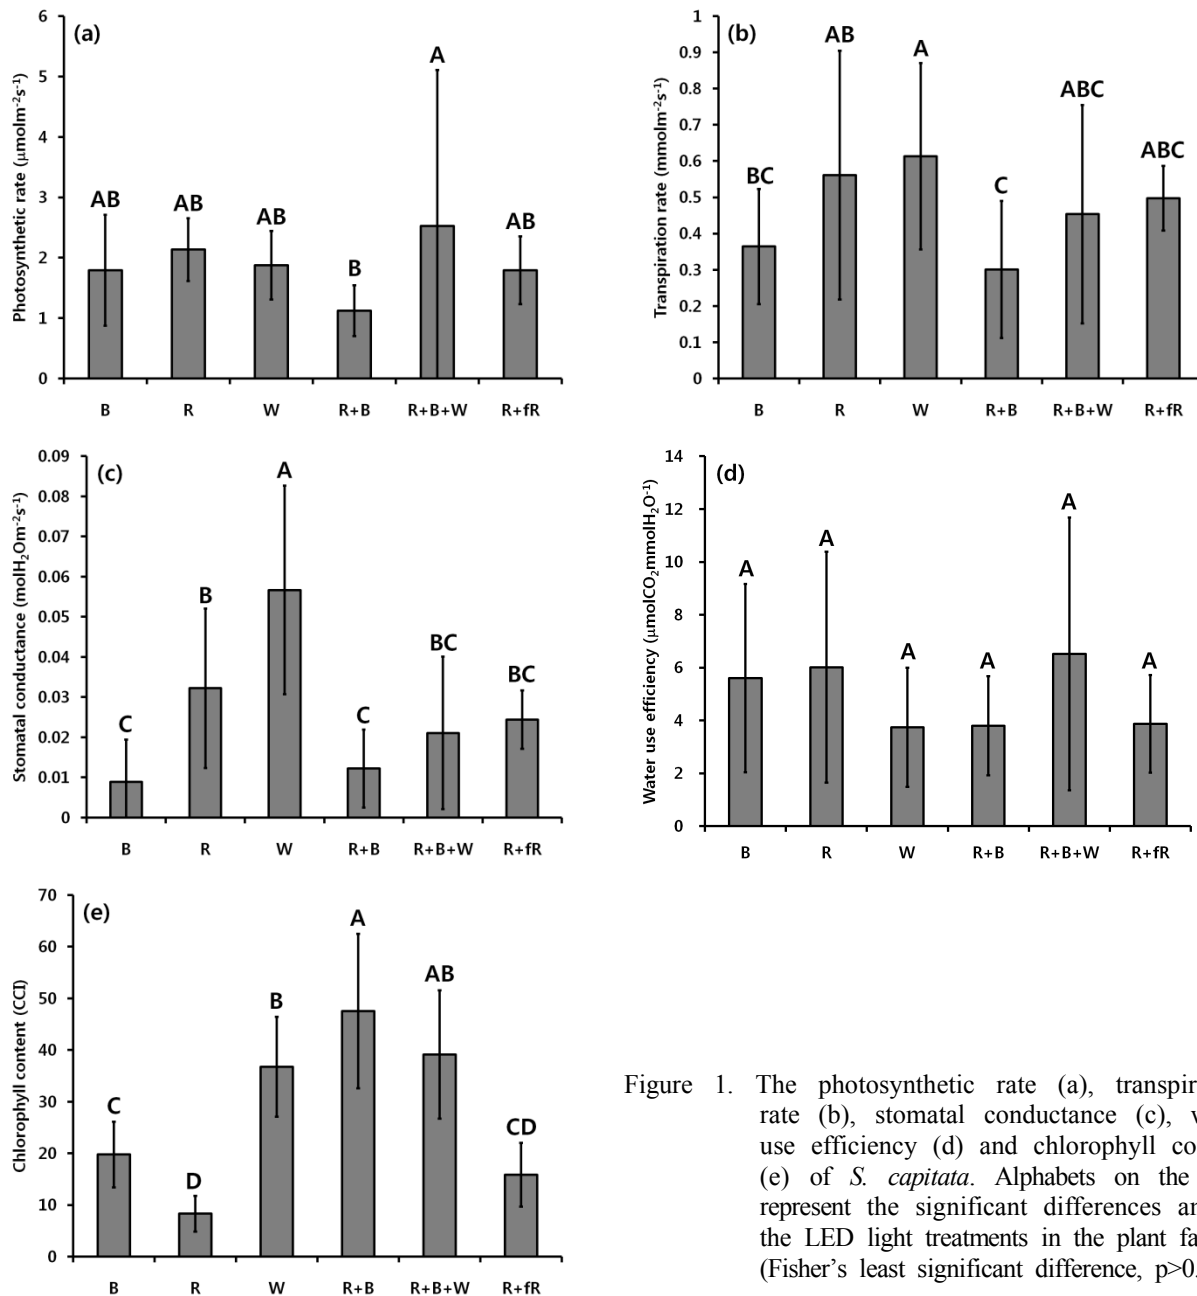 (a)
Photosynthetic rate (μmolm-2s-1)
6
5
4
3
2
1
0
AB
AB
AB
B
A
AB
B
R
W
R+B
R+B+W
R+fR
(b)
Transpiration rate (mmolm-2s-1)
1
0.9
0.8
0.7
0.6
0.5
0.4
0.3
0.2
0.1
0
BC
AB
A
C
ABC
ABC
B
R
W
R+B
R+B+W
R+fR
(c)
Stomatal conductance (molH2Om-2s-1)
0.09
0.08
0.07
0.06
0.05
0.04
0.03
0.02
0.01
0
C
B
A
C
BC
BC
B
R
W
R+B
R+B+W
R+fR
(d)
Water use efficiency (μmolCO2mmolH2O-1)
14
12
10
8
6
4
2
0
A
A
A
A
A
A
B
R
W
R+B
R+B+W
R+fR
(e)
Chlorophyll content (CCI)
70
60
50
40
30
20
10
0
C
D
B
A
AB
CD
B
R
W
R+B
R+B+W
R+fR
Figure 1. The photosynthetic rate (a),
rate (b), stomatal conductance (c),
use efficiency (d) and chlorophyll
(e) of S. capitata. Alphabets on the
represent the significant differences
the LED light treatments in the plant
(Fisher's least significant difference,